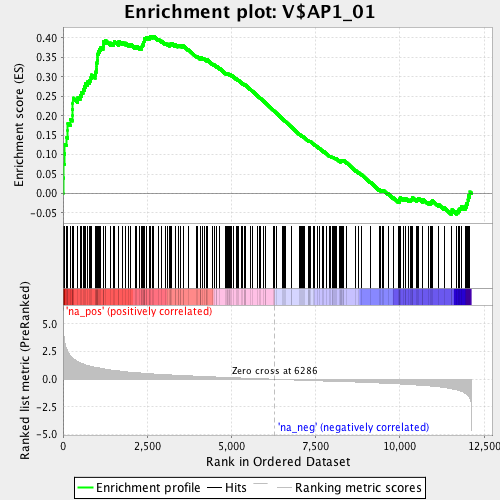 Enrichment plot: V$AP1_01
Enrichment score (ES)
0.40
0.35
0.30
0.25
0.20
0.15
0.10
0.05
0.00
-0.05
'na_pos' (positively correlated)
Ranked list metric (PreRanked)
5.0
2.5
0.0
-2.5
-5.0
Zero cross at 6286
'na_neg' (negatively correlated)
0 2,500 5,000 7,500 10,000 12,500
Rank in Ordered Dataset
Enrichment profile Hits Ranking metric scores